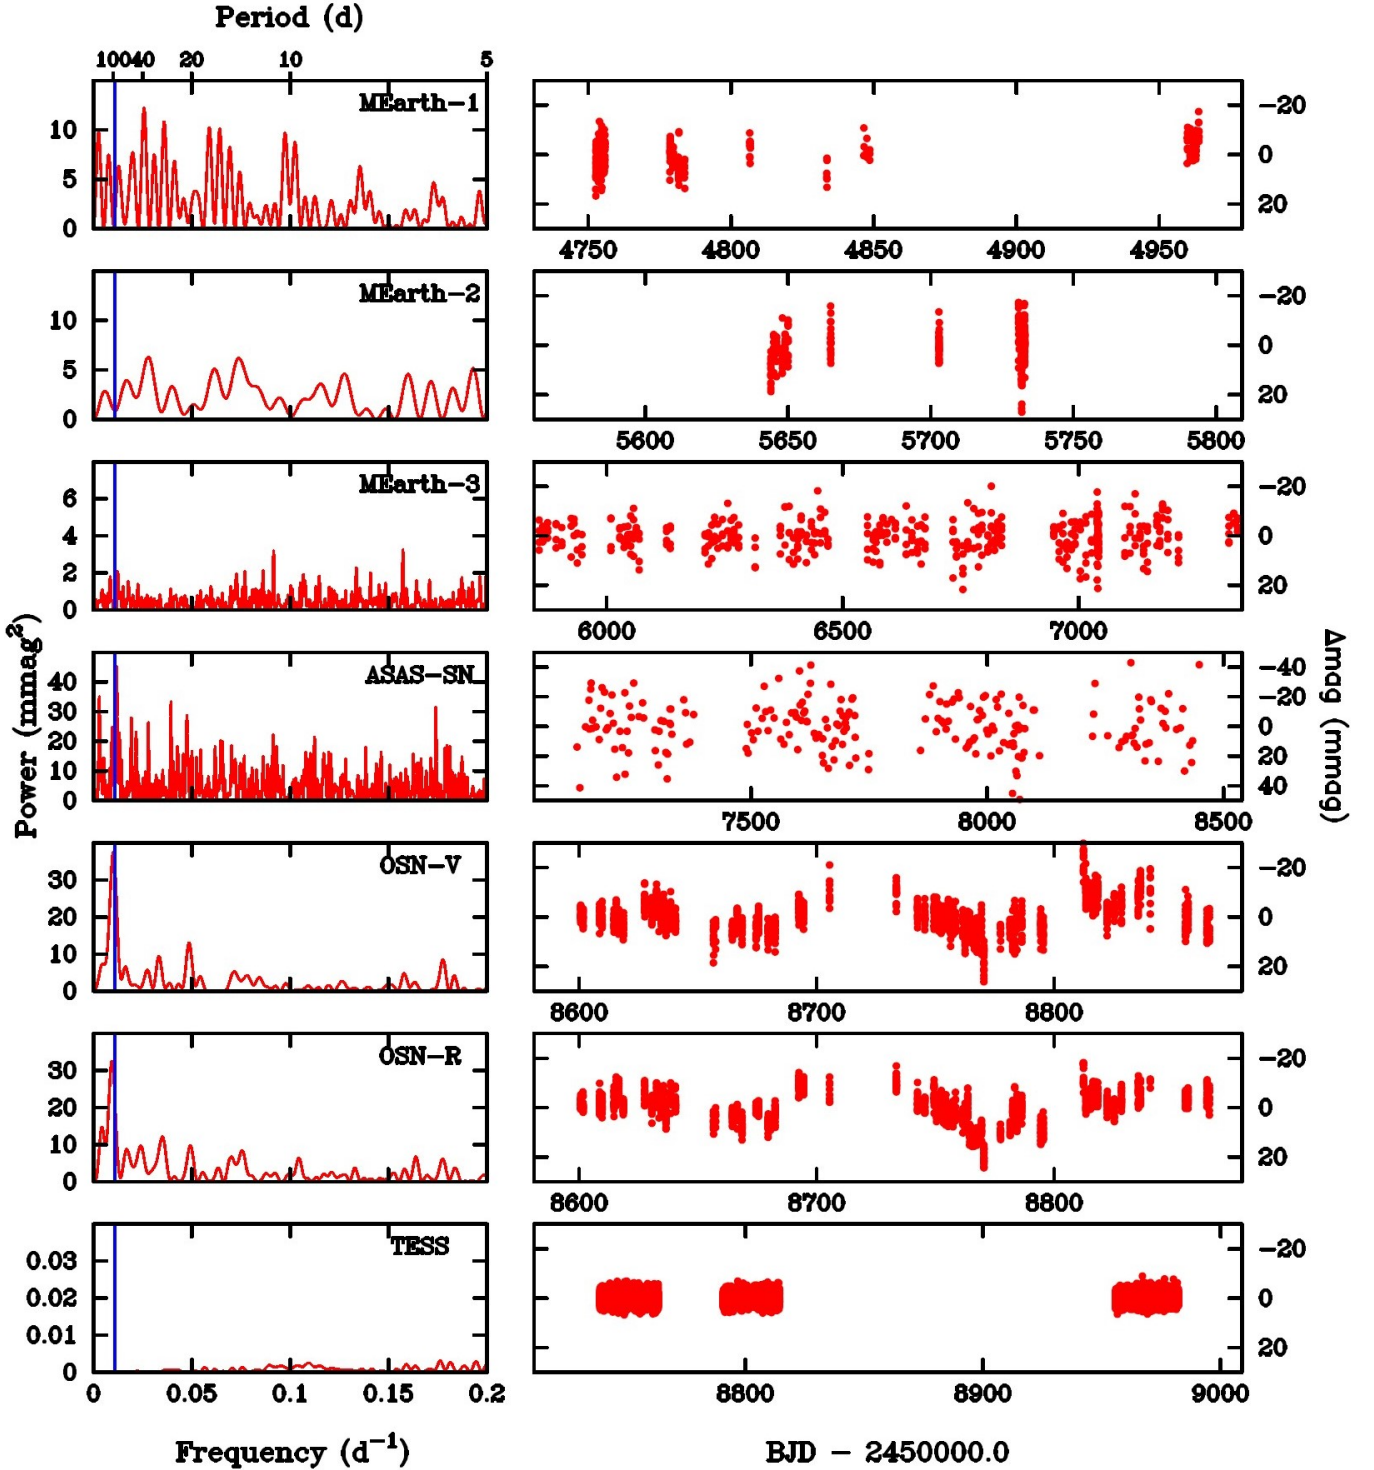 Period (d)
100 40 20 10 5
MEarth-1
10
5
0
-20
0
20
4750 4800 4850 4900 4950
MEarth-2
10
5
0
-20
0
20
5600 5650 5700 5750 5800
MEarth-3
6
4
2
0
-20
0
20
6000 6500 7000
ASAS-SN
40
30
20
10
0
-40
-20
0
20
40
7500 8000 8500
Power (mmag²)
Δmag (mmag)
OSN-V
30
20
10
0
-20
0
20
8600 8700 8800
OSN-R
30
20
10
0
-20
0
20
8600 8700 8800
TESS
0.03
0.02
0.01
0
-20
0
20
0 0.05 0.1 0.15 0.2
8800 8900 9000
Frequency (d⁻¹)
BJD - 2450000.0